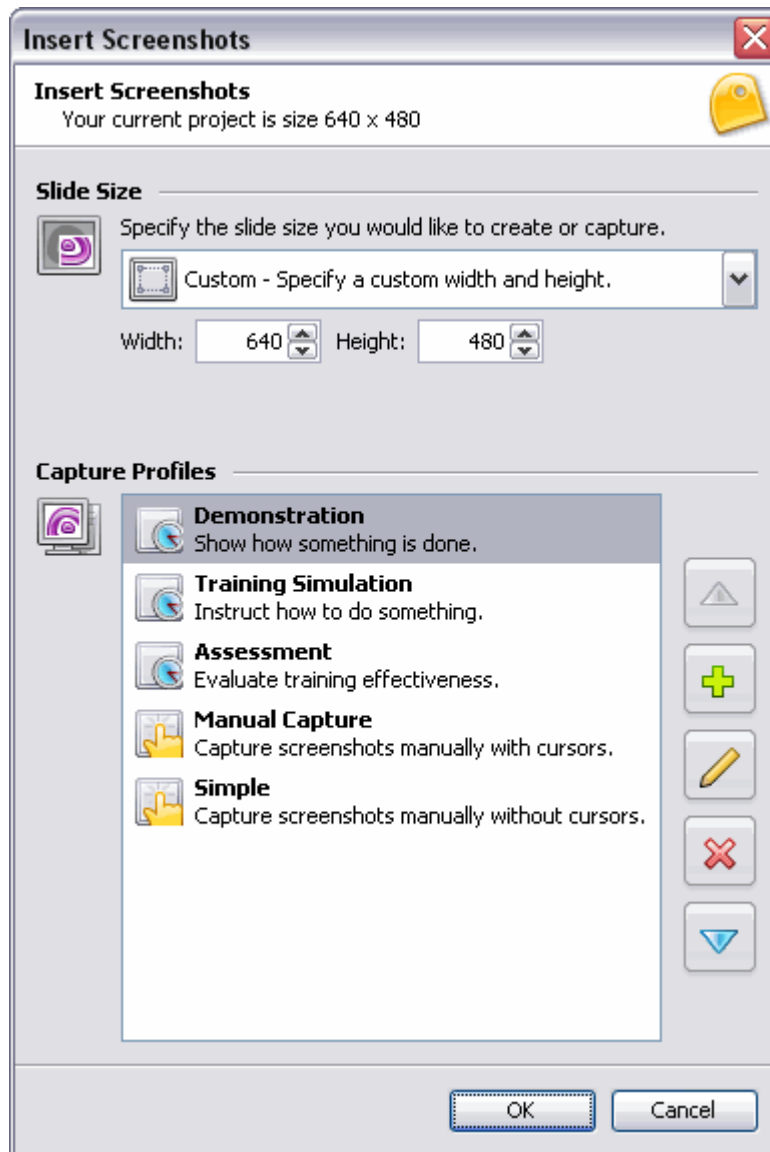 Insert Screenshots
Insert Screenshots
Your current project is size 640 x 480
Slide Size
Specify the slide size you would like to create or capture.
Custom - Specify a custom width and height.
Width: 640 Height: 480
Capture Profiles
Demonstration
Show how something is done.
Training Simulation
Instruct how to do something.
Assessment
Evaluate training effectiveness.
Manual Capture
Capture screenshots manually with cursors.
Simple
Capture screenshots manually without cursors.
OK Cancel